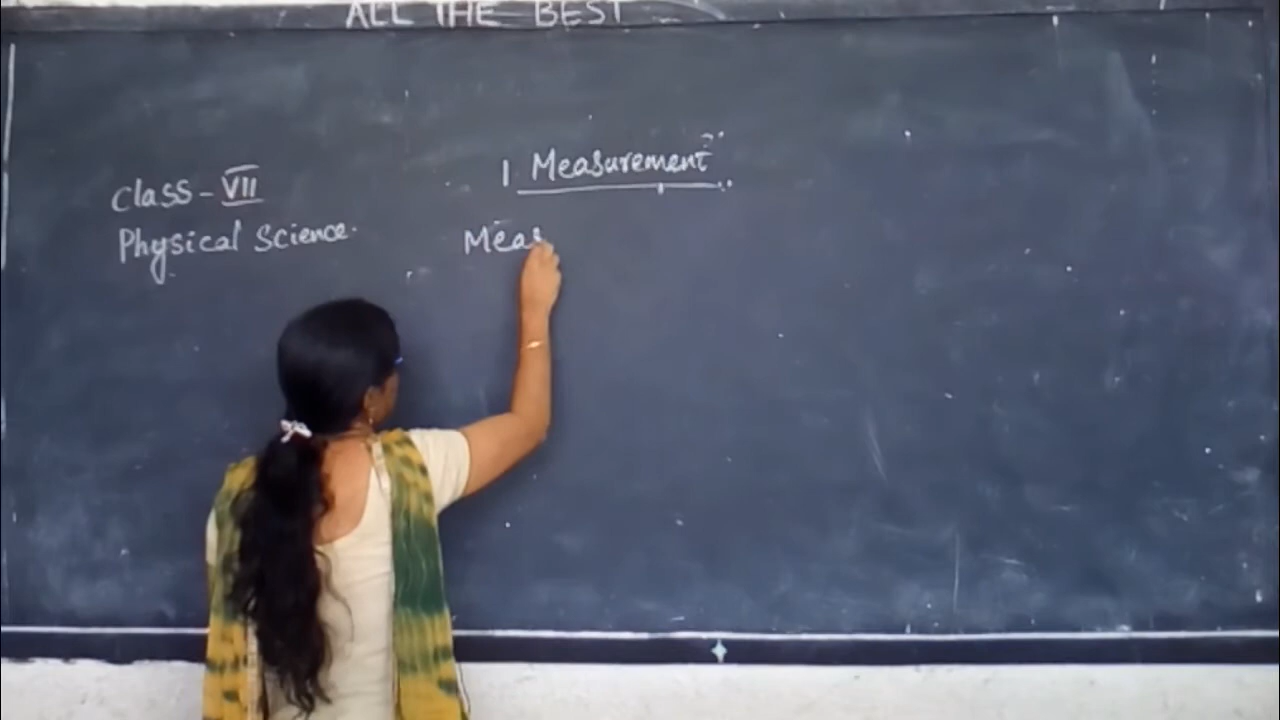 ALL THE BEST
1 Measurement
Class - VII
Physical Science.
Meas